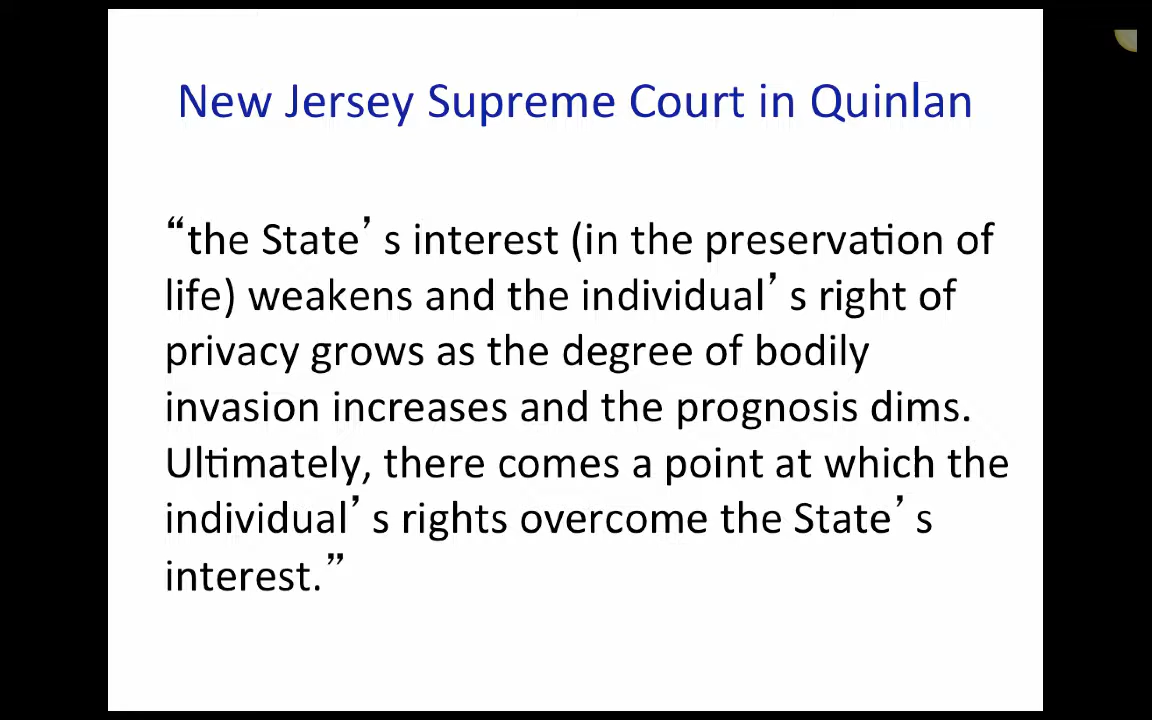 New Jersey Supreme Court in Quinlan
“the State’s interest (in the preservation of
life) weakens and the individual’s right of
privacy grows as the degree of bodily
invasion increases and the prognosis dims.
Ultimately, there comes a point at which the
individual’s rights overcome the State’s
interest.”